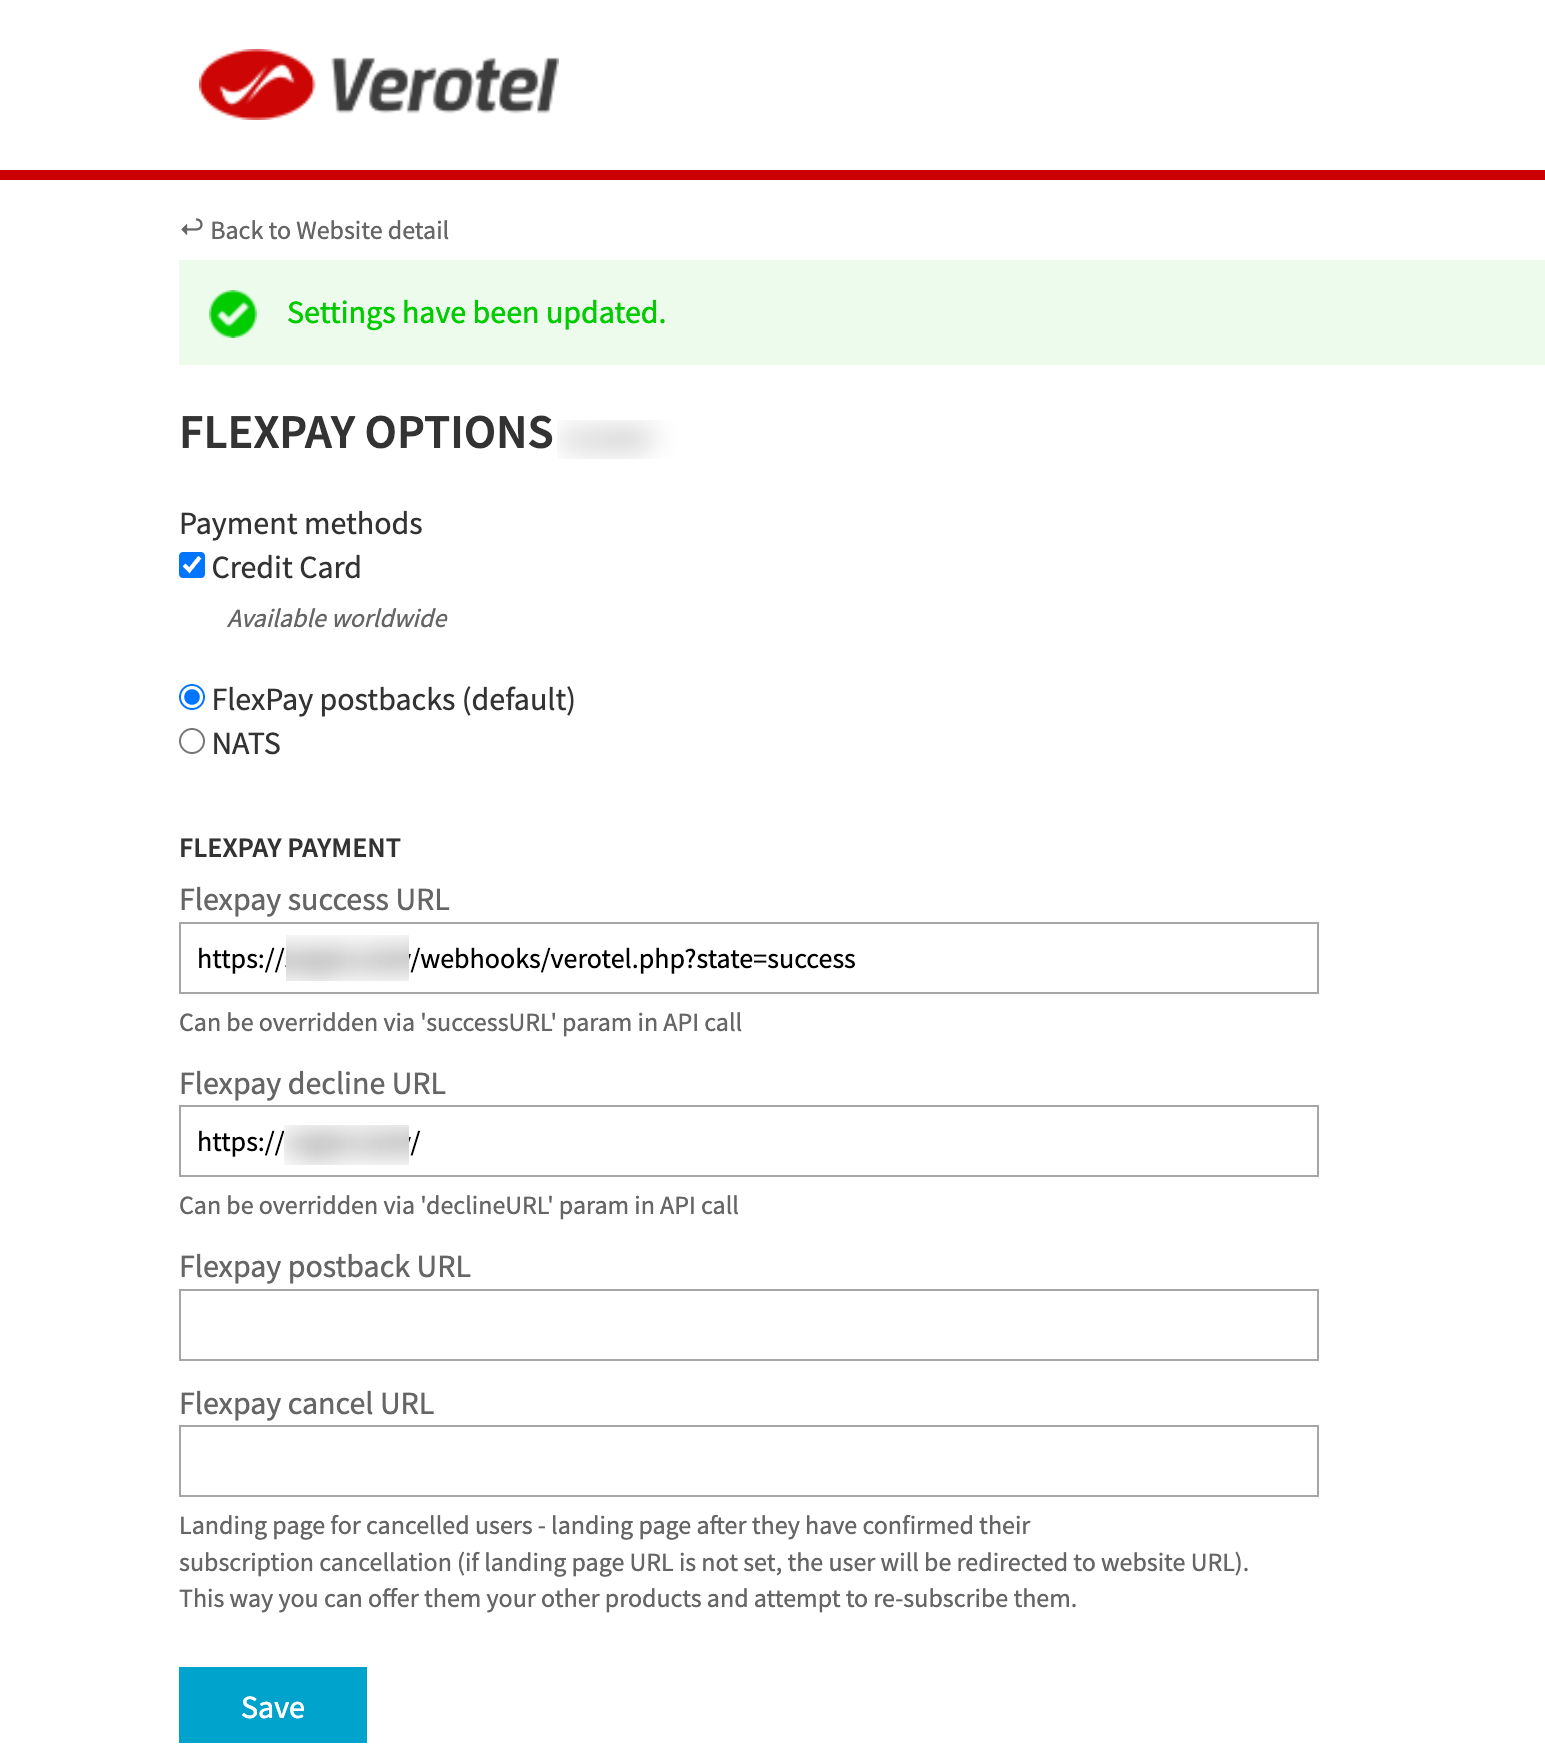 Verotel
Back to Website detail
Settings have been updated.
FLEXPAY OPTIONS
Payment methods
Credit Card
Available worldwide
FlexPay postbacks (default)
NATS
FLEXPAY PAYMENT
Flexpay success URL
https:// /webhooks/verotel.php?state=success
Can be overridden via 'successURL' param in API call
Flexpay decline URL
https:// /
Can be overridden via 'declineURL' param in API call
Flexpay postback URL
Flexpay cancel URL
Landing page for cancelled users - landing page after they have confirmed their
subscription cancellation (if landing page URL is not set, the user will be redirected to website URL).
This way you can offer them your other products and attempt to re-subscribe them.
Save